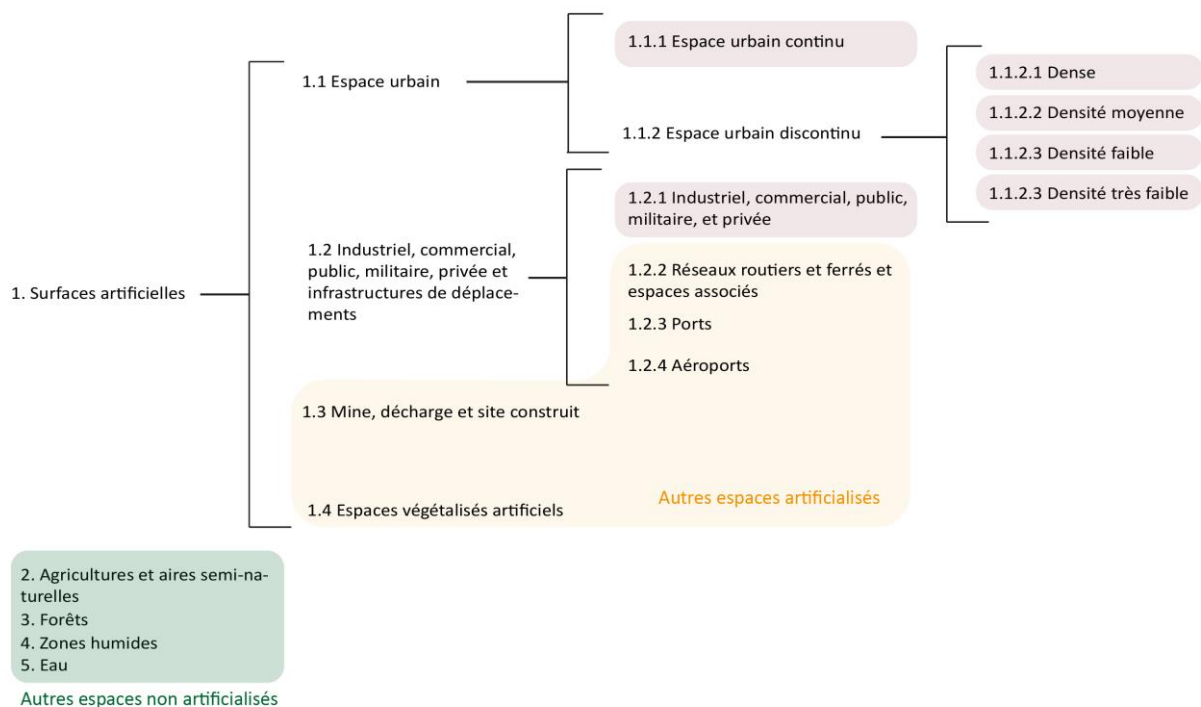 1. Surfaces artificielles
1.1 Espace urbain
1.1.1 Espace urbain continu
1.1.2 Espace urbain discontinu
1.1.2.1 Dense
1.1.2.2 Densité moyenne
1.1.2.3 Densité faible
1.1.2.3 Densité très faible
1.2 Industriel, commercial,
public, militaire, privée et
infrastructures de déplace-
ments
1.2.1 Industriel, commercial, public,
militaire, et privée
1.2.2 Réseaux routiers et ferrés et
espaces associés
1.2.3 Ports
1.2.4 Aéroports
1.3 Mine, décharge et site construit
1.4 Espaces végétalisés artificiels
Autres espaces artificialisés
2. Agricultures et aires semi-na-
turelles
3. Forêts
4. Zones humides
5. Eau
Autres espaces non artificialisés